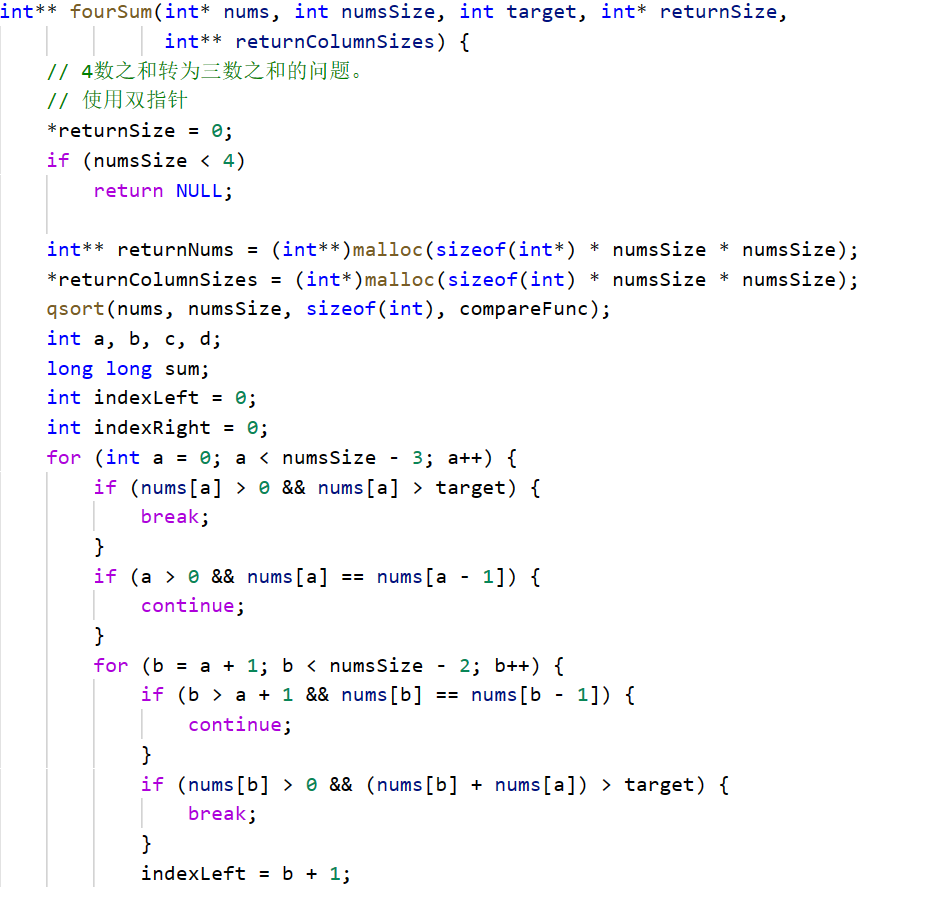 int** fourSum(int* nums, int numsSize, int target, int* returnSize,
int** returnColumnSizes) {
// 4数之和转为三数之和的问题。
// 使用双指针
*returnSize = 0;
if (numsSize < 4)
return NULL;
int** returnNums = (int**)malloc(sizeof(int*) * numsSize * numsSize);
*returnColumnSizes = (int*)malloc(sizeof(int) * numsSize * numsSize);
qsort(nums, numsSize, sizeof(int), compareFunc);
int a, b, c, d;
long long sum;
int indexLeft = 0;
int indexRight = 0;
for (int a = 0; a < numsSize - 3; a++) {
if (nums[a] > 0 && nums[a] > target) {
break;
}
if (a > 0 && nums[a] == nums[a - 1]) {
continue;
}
for (b = a + 1; b < numsSize - 2; b++) {
if (b > a + 1 && nums[b] == nums[b - 1]) {
continue;
}
if (nums[b] > 0 && (nums[b] + nums[a]) > target) {
break;
}
indexLeft = b + 1;